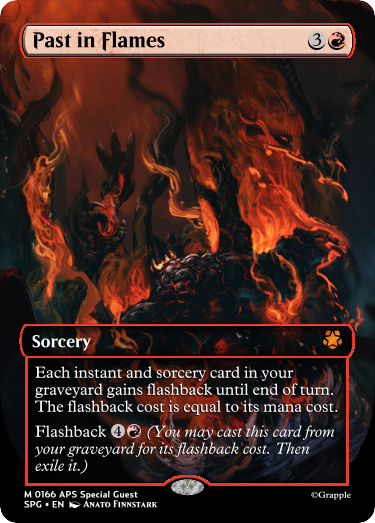 Past in Flames 3
Sorcery
Each instant and sorcery card in your
graveyard gains flashback until end of turn.
The flashback cost is equal to its mana cost.
Flashback 4 (You may cast this card from
your graveyard for its flashback cost. Then
exile it.)
M 0166 APS Special Guest
SPG • EN Anato Finnstark
©Grapple